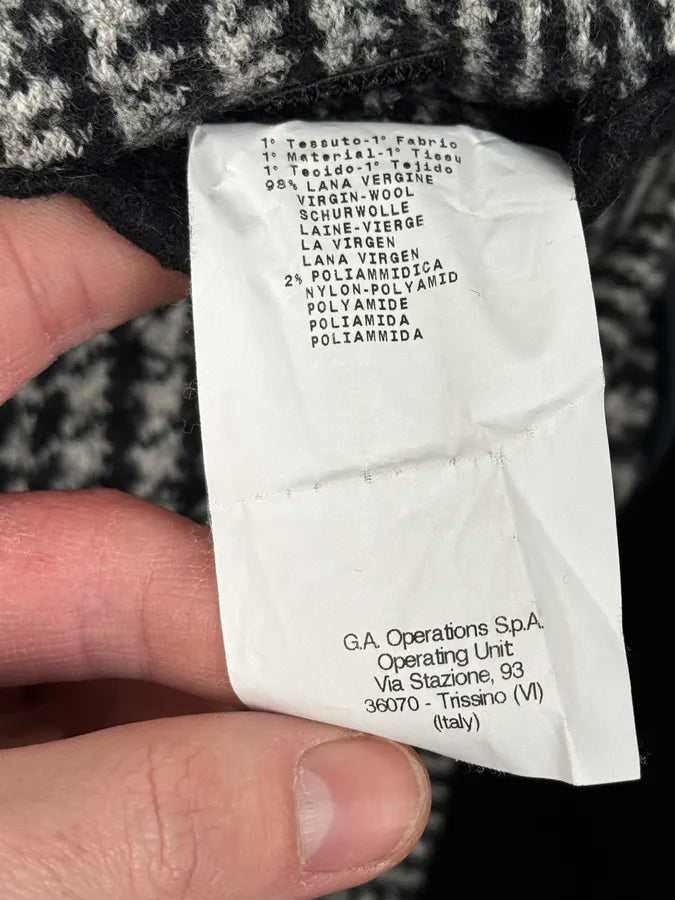 1° Tessuto-1° Fabric
1° Material-1° Tissu
1° Tecido-1° Tejido
98% LANA VERGINE
VIRGIN-WOOL
SCHURWOLLE
LAINE-VIERGE
LA VIRGEN
LANA VIRGEN
2% POLIAMMIDICA
NYLON-POLYAMID
POLYAMIDE
POLIAMIDA
POLIAMMIDA
G.A. Operations S.p.A.
Operating Unit
Via Stazione, 93
36070 - Trissino (VI)
(Italy)